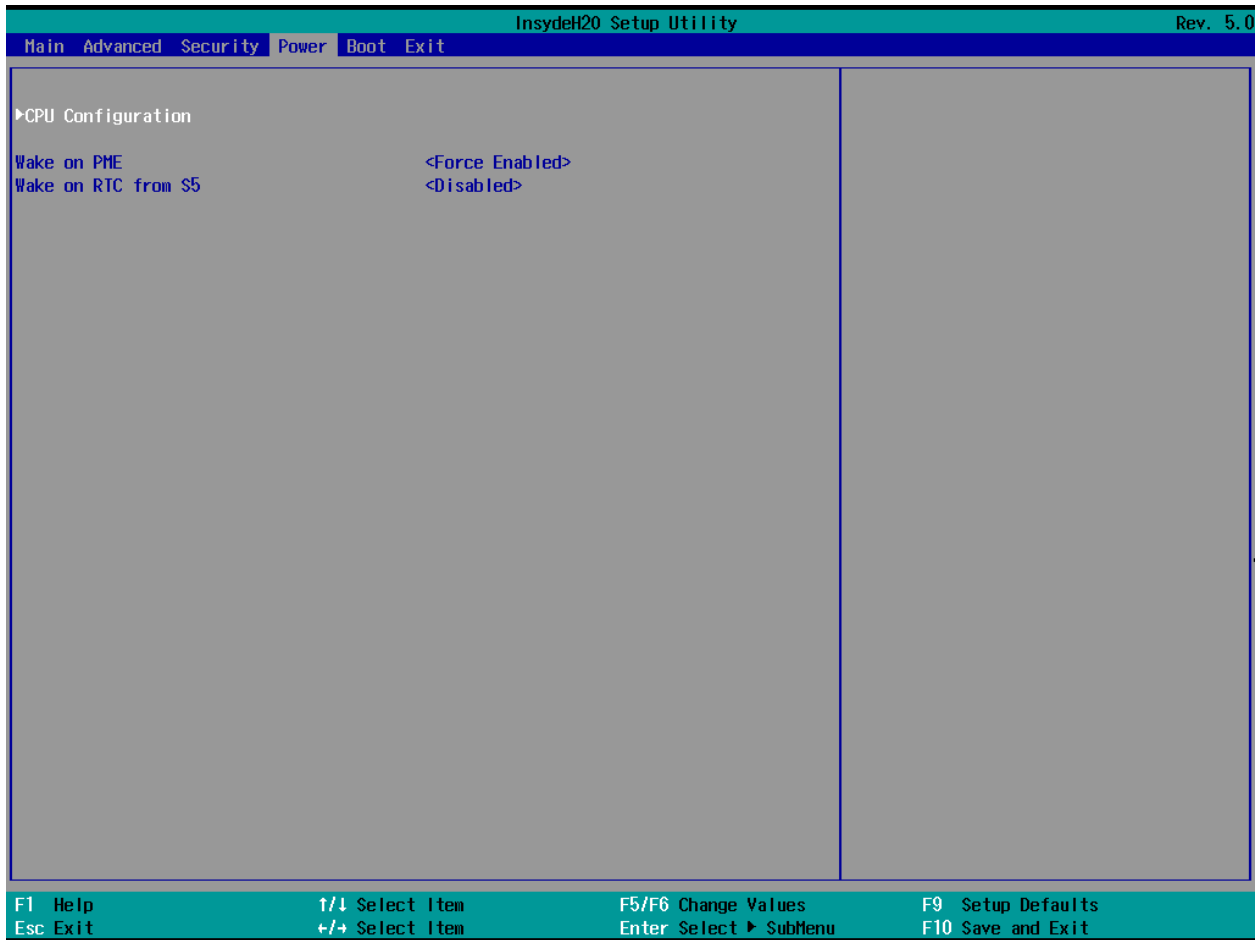 InsydeH20 Setup Utility Rev. 5.0
Main Advanced Security Power Boot Exit
▶CPU Configuration
Wake on PME <Force Enabled>
Wake on RTC from S5 <Disabled>
F1 Help ↑/↓ Select Item F5/F6 Change Values F9 Setup Defaults
Esc Exit ←/→ Select Item Enter Select ▶ SubMenu F10 Save and Exit